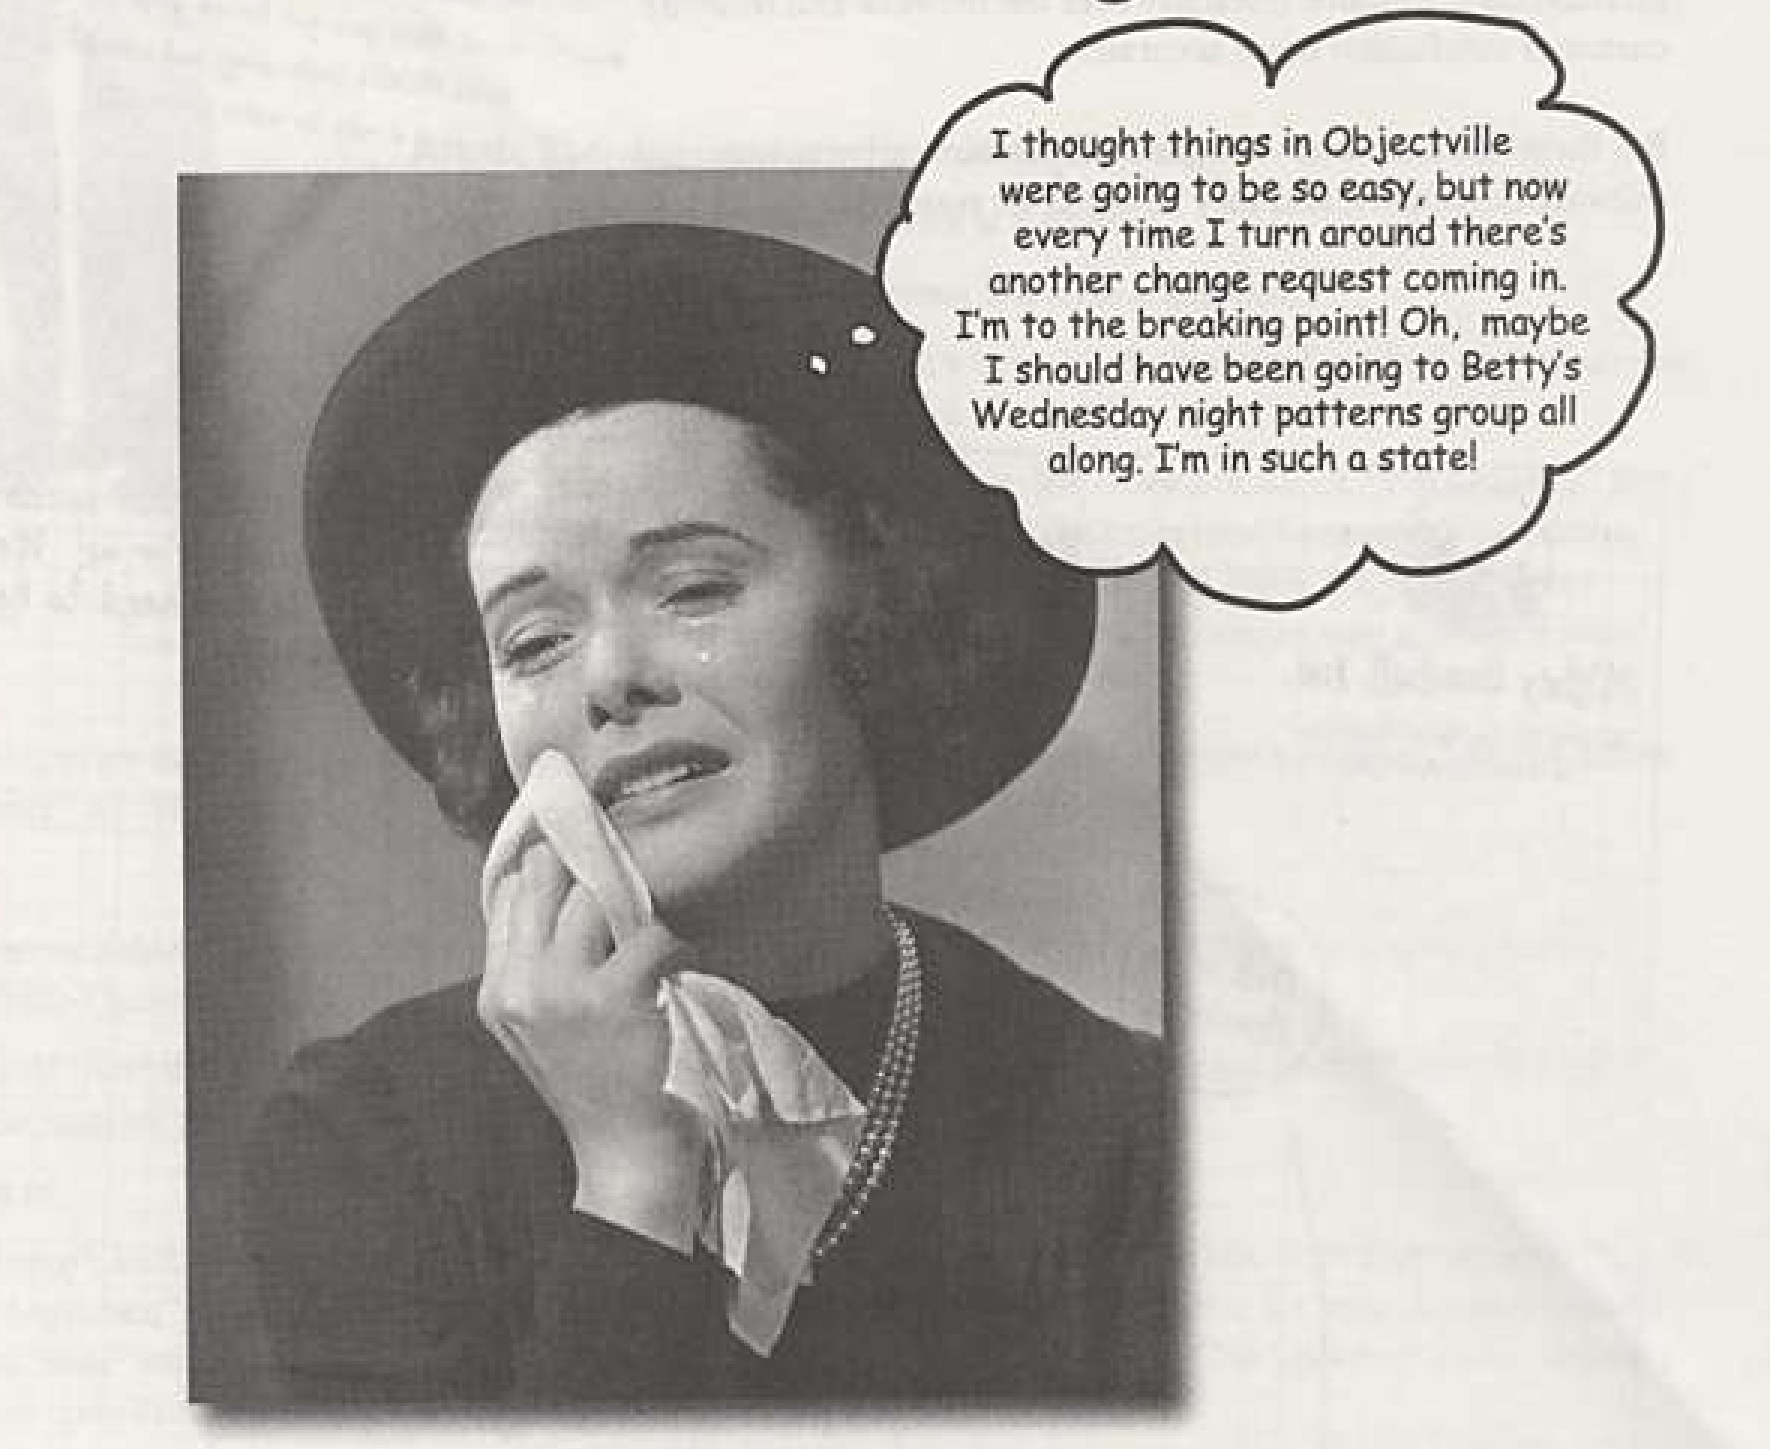 I thought things in Objectville
were going to be so easy, but now
every time I turn around there's
another change request coming in.
I'm to the breaking point! Oh, maybe
I should have been going to Betty's
Wednesday night patterns group all
along. I'm in such a state!